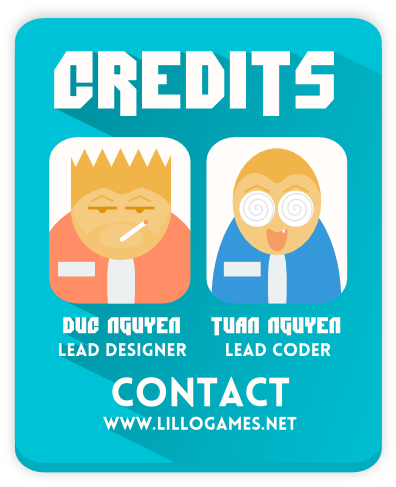 CREDITS
DUC NGUYEN TUAN NGUYEN
LEAD DESIGNER LEAD CODER
CONTACT
WWW.LILLOGAMES.NET